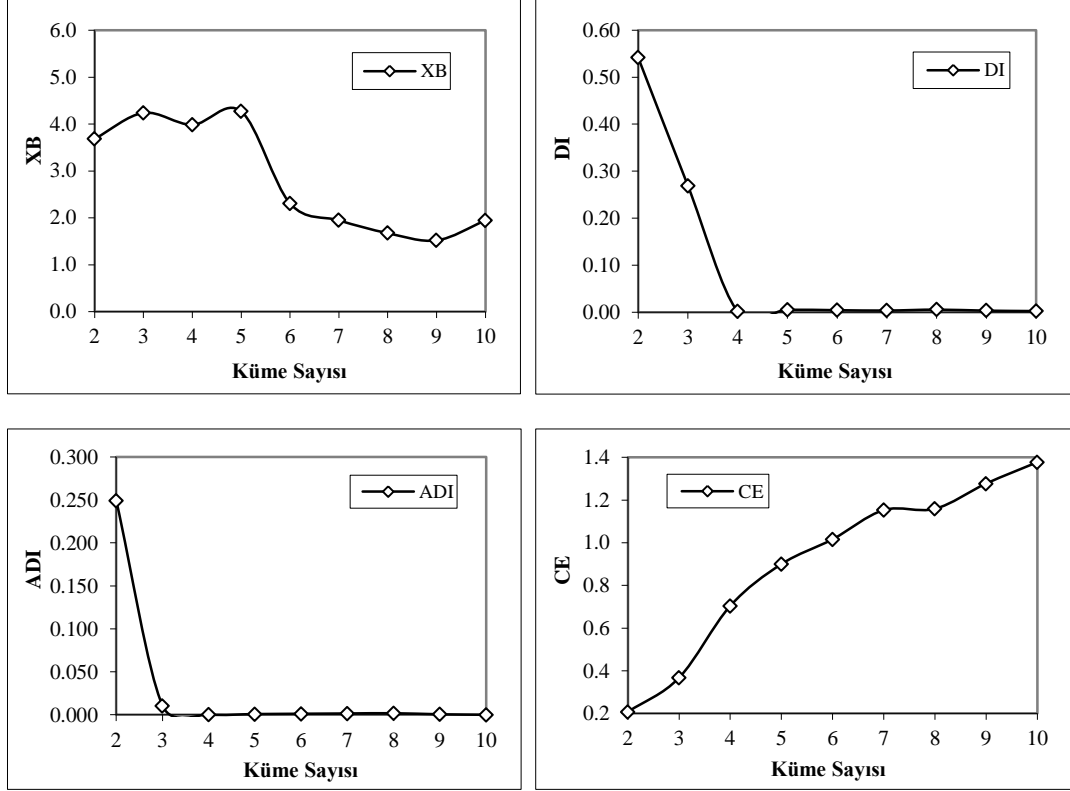 6.0
5.0
4.0
3.0
2.0
1.0
0.0
XB
XB
2 3 4 5 6 7 8 9 10
Küme Sayısı
0.60
0.50
0.40
0.30
0.20
0.10
0.00
DI
DI
2 3 4 5 6 7 8 9 10
Küme Sayısı
0.300
0.250
0.200
0.150
0.100
0.050
0.000
ADI
ADI
2 3 4 5 6 7 8 9 10
Küme Sayısı
1.4
1.2
1.0
0.8
0.6
0.4
0.2
CE
CE
2 3 4 5 6 7 8 9 10
Küme Sayısı